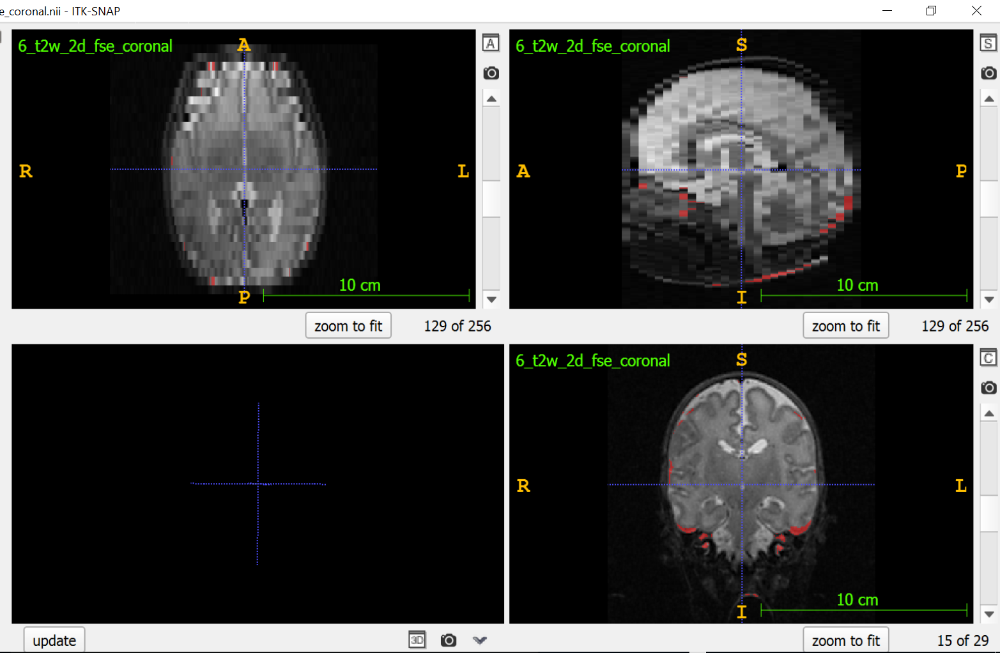 e_coronal.nii - ITK-SNAP
6_t2w_2d_fse_coronal
A
R
L
P
10 cm
A
zoom to fit
129 of 256
6_t2w_2d_fse_coronal
S
A
P
I
10 cm
S
zoom to fit
129 of 256
update
3D
6_t2w_2d_fse_coronal
S
R
L
I
10 cm
C
zoom to fit
15 of 29